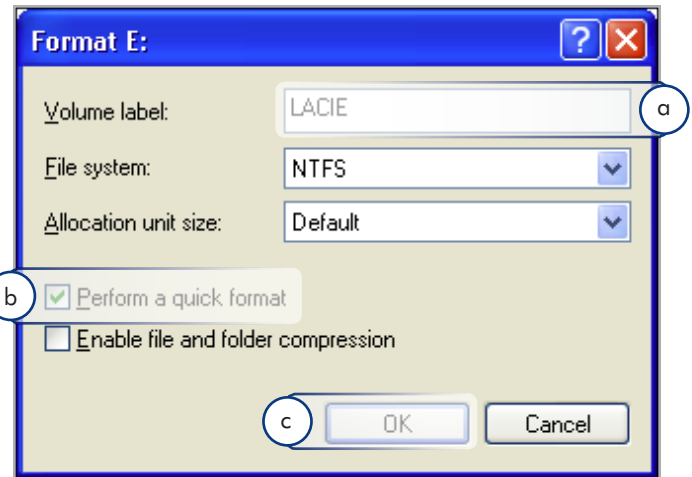 Format E:
?
Volume label:
LACIE
a
File system:
NTFS
Allocation unit size:
Default
b
Perform a quick format
Enable file and folder compression
c
OK
Cancel